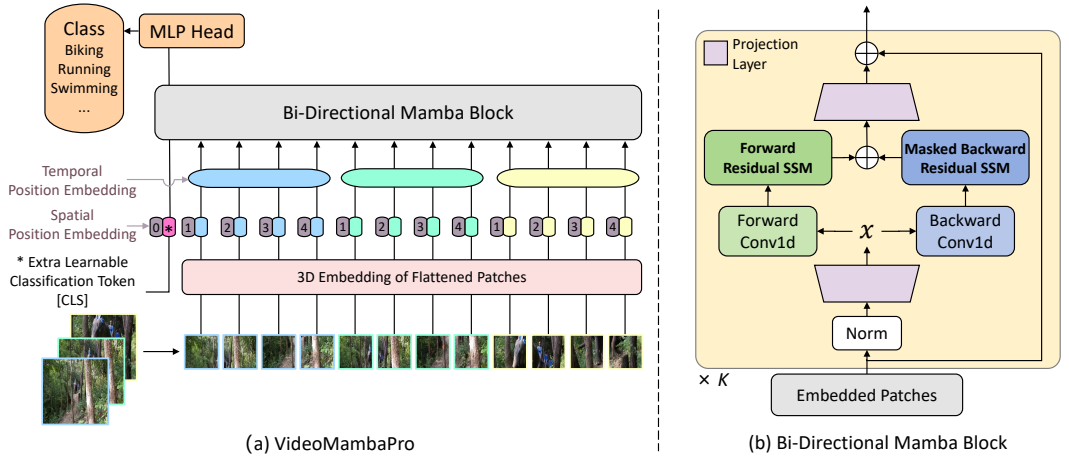 Class
Biking
Running
Swimming
...
MLP Head
Bi-Directional Mamba Block
Temporal
Position Embedding
Spatial
Position Embedding
0 * 1 2 3 4 1 2 3 4 1 2 3 4
* Extra Learnable
Classification Token
[CLS]
3D Embedding of Flattened Patches
(a) VideoMambaPro
Projection
Layer
Forward
Residual SSM
Masked Backward
Residual SSM
Forward
Conv1d
x
Backward
Conv1d
Norm
× K
Embedded Patches
(b) Bi-Directional Mamba Block